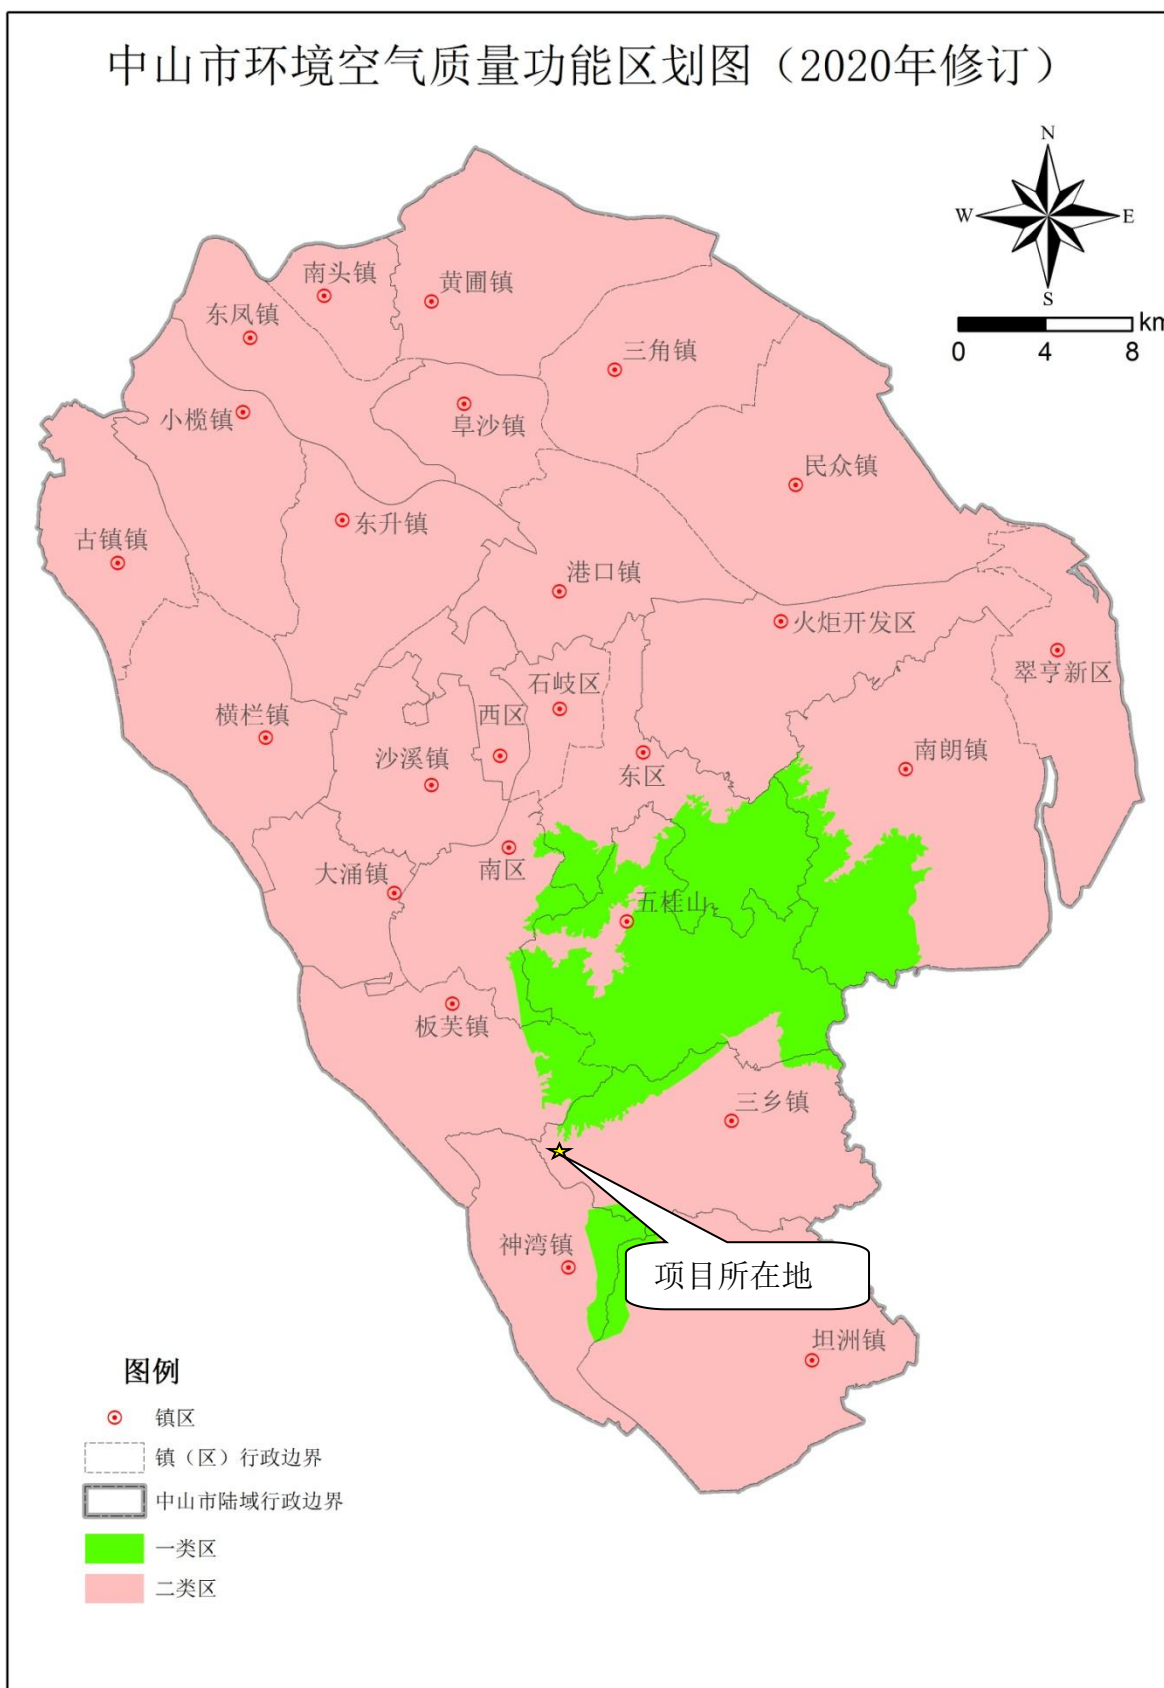 中山市环境空气质量功能区划图（2020年修订）
N
W
E
S
km
0
4
8
南头镇
黄圃镇
东凤镇
三角镇
小榄镇
阜沙镇
民众镇
东升镇
古镇镇
港口镇
火炬开发区
翠亨新区
石岐区
横栏镇
西区
沙溪镇
东区
南朗镇
南区
大涌镇
五桂山
板芙镇
三乡镇
神湾镇
项目所在地
坦洲镇
图例
镇区
镇（区）行政边界
中山市陆域行政边界
一类区
二类区